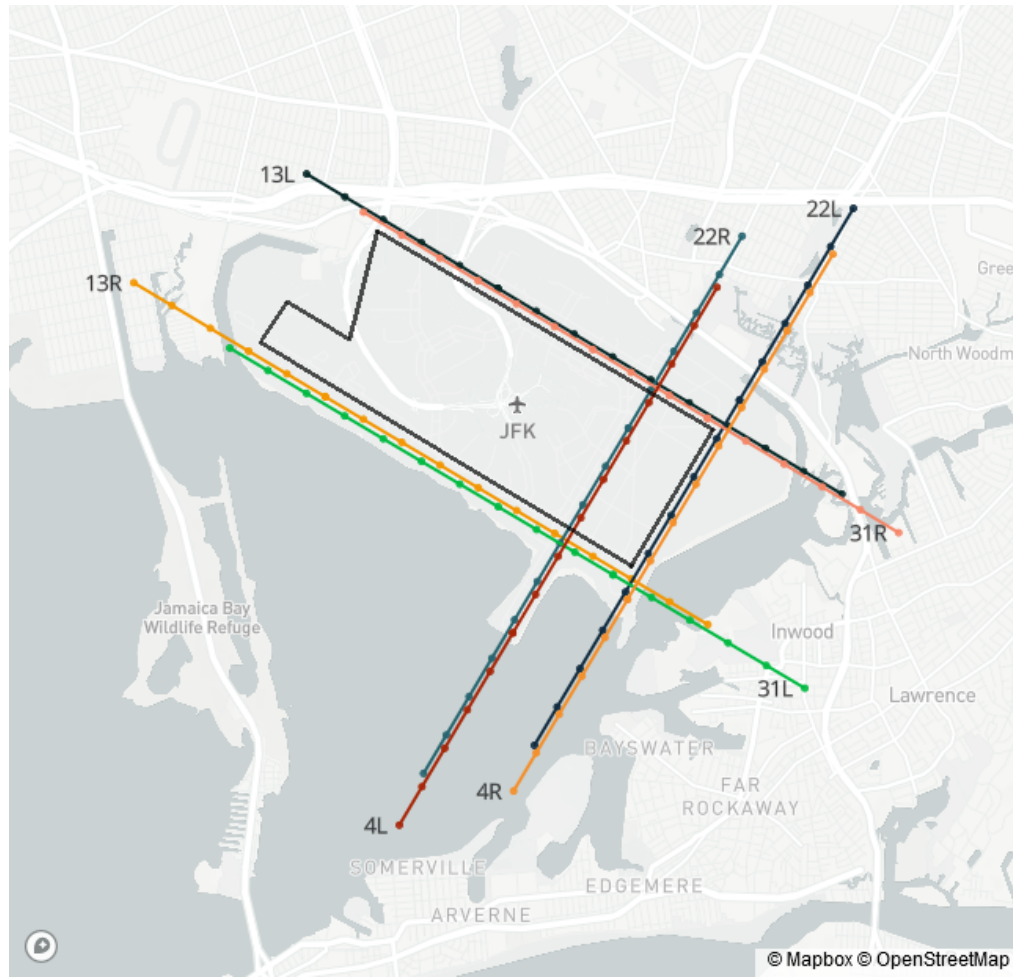 13L
22L
22R
Gree
13R
North Woodm
JFK
31R
Jamaica Bay
Wildlife Refuge
Inwood
31L
Lawrence
BAYSWATER
4R
FAR
ROCKAWAY
4L
SOMERVILLE
EDGEMERE
ARVERNE
© Mapbox © OpenStreetMap